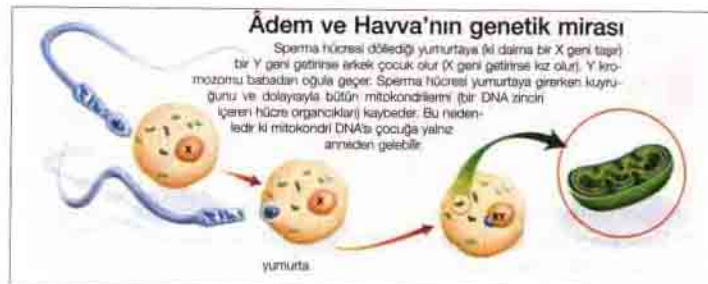 Âdem ve Havva'nın genetik mirası
Sperma hücresi döllediği yumurtaya (ki daima bir X geni taşır)
bir Y geni getirirse erkek çocuk olur (X geni getirirse kız olur). Y kro-
mozomu babadan oğula geçer. Sperma hücresi yumurtaya girerken kuyru-
ğunu ve dolayısıyla bütün mitokondrilerini (bir DNA zinciri
içeren hücre organcıkları) kaybeder. Bu neden-
ledir ki mitokondri DNA'sı çocuğa yalnız
anneden gelebilir.
X
X
XY
yumurta